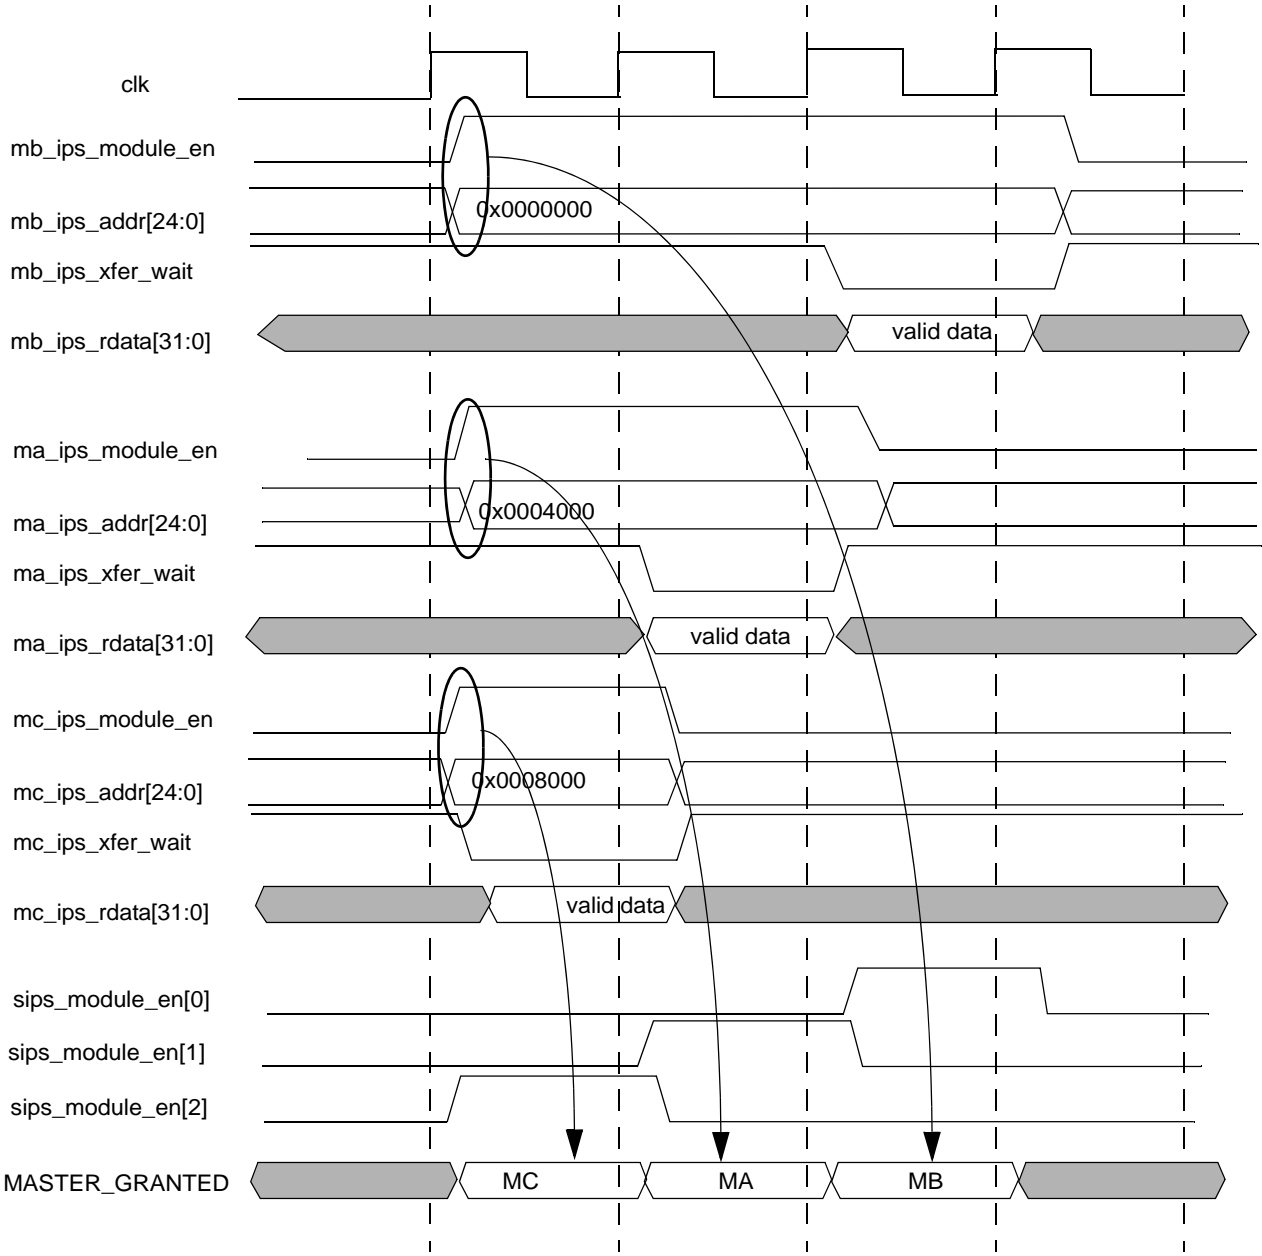 clk
mb_ips_module_en
mb_ips_addr[24:0]
0x0000000
mb_ips_xfer_wait
mb_ips_rdata[31:0]
valid data
ma_ips_module_en
ma_ips_addr[24:0]
0x0004000
ma_ips_xfer_wait
ma_ips_rdata[31:0]
valid data
mc_ips_module_en
mc_ips_addr[24:0]
0x0008000
mc_ips_xfer_wait
mc_ips_rdata[31:0]
valid data
sips_module_en[0]
sips_module_en[1]
sips_module_en[2]
MASTER_GRANTED
MC
MA
MB